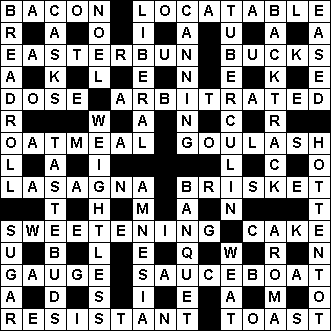 BACON LOCATABLE
R A O I A U A A
EASTERBUN BUCKS
A K L E N E K E
DOSE ARBITRATED
R W A N C R
OATMEAL GOULASH
L A I L C O
LASAGNA BRISKET
T H M A N T
SWEETENING CAKE
U B L E Q W R N
GAUGE SAUCEBOAT
A D S I E A M O
RESISTANT TOAST